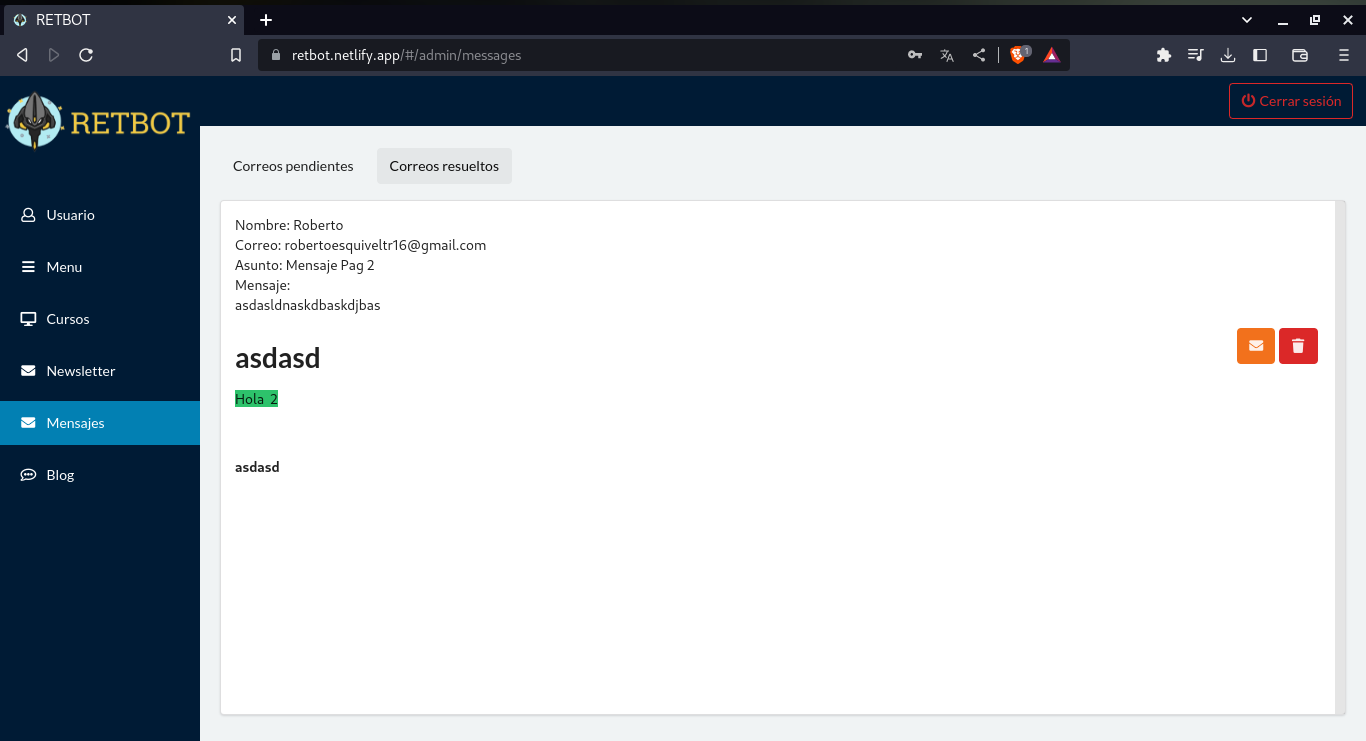 RETBOT
retbot.netlify.app/#/admin/messages
1
RETBOT
Cerrar sesión
Usuario
Menu
Cursos
Newsletter
Mensajes
Blog
Correos pendientes
Correos resueltos
Nombre: Roberto
Correo: robertoesquiveltr16@gmail.com
Asunto: Mensaje Pag 2
Mensaje:
asdasldnaskdbaskdjbas
asdasd
Hola 2
asdasd